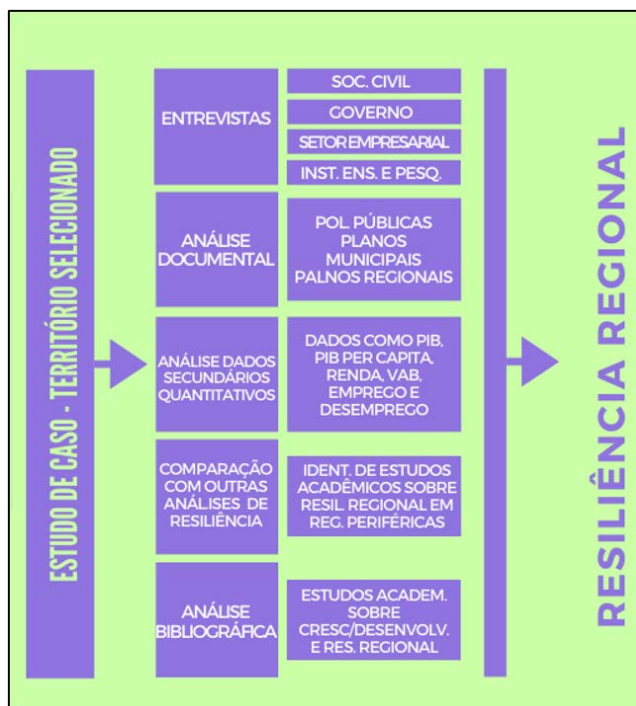 ESTUDO DE CASO - TERRITÓRIO SELECIONADO
ENTREVISTAS
SOC. CIVIL
GOVERNO
SETOR EMPRESARIAL
INST. ENS. E PESQ.
ANÁLISE
DOCUMENTAL
POL. PÚBLICAS
PLANOS
MUNICIPAIS
PALNOS REGIONAIS
ANÁLISE DADOS
SECUNDÁRIOS
QUANTITATIVOS
DADOS COMO PIB,
PIB PER CAPITA,
RENDA, VAB,
EMPREGO E
DESEMPREGO
COMPARAÇÃO
COM OUTRAS
ANÁLISES DE
RESILIÊNCIA
IDENT. DE ESTUDOS
ACADÊMICOS SOBRE
RESIL. REGIONAL EM
REG. PERIFÉRICAS
ANÁLISE
BIBLIOGRÁFICA
ESTUDOS ACADEM.
SOBRE
CRESC/DESENVOLV.
E RES. REGIONAL
RESILIÊNCIA REGIONAL